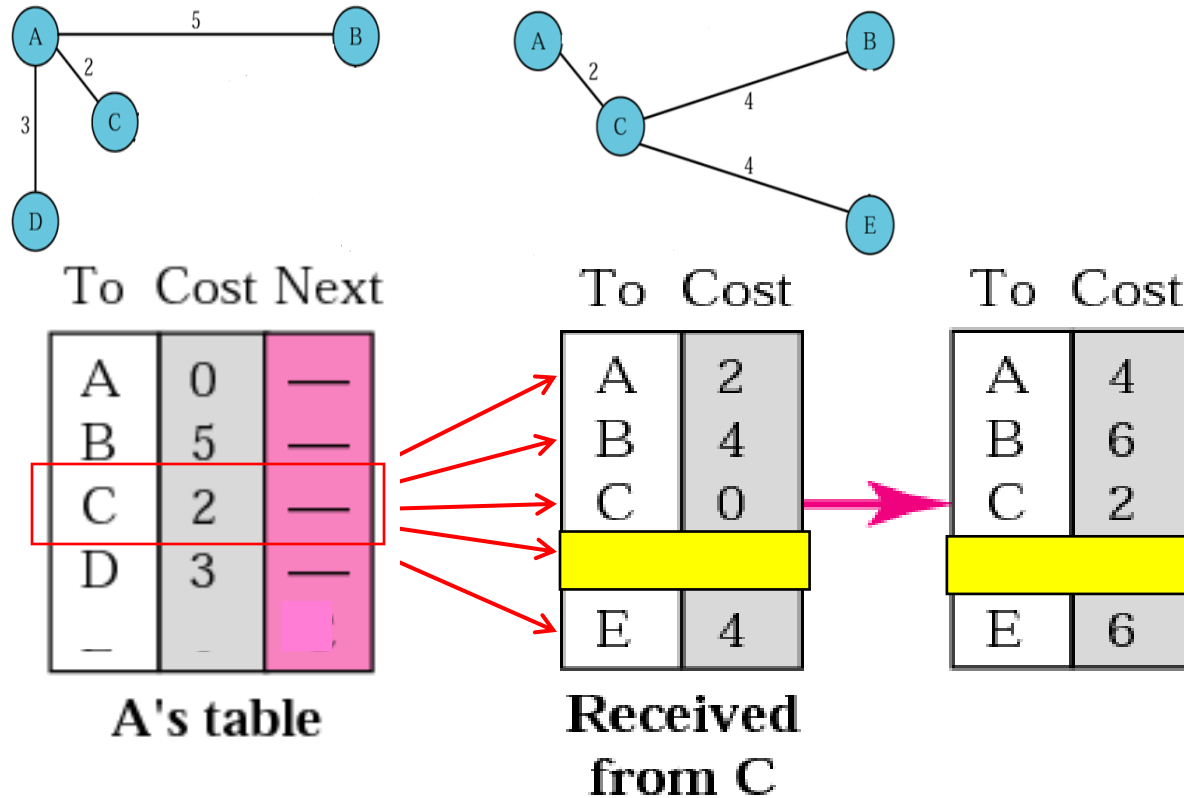 A 5 B
2
C
3
D
A B
2
C 4
4
E
To Cost Next
A 0 —
B 5 —
C 2 —
D 3 —
To Cost
A 2
B 4
C 0
E 4
To Cost
A 4
B 6
C 2
E 6
A's table
Received
from C